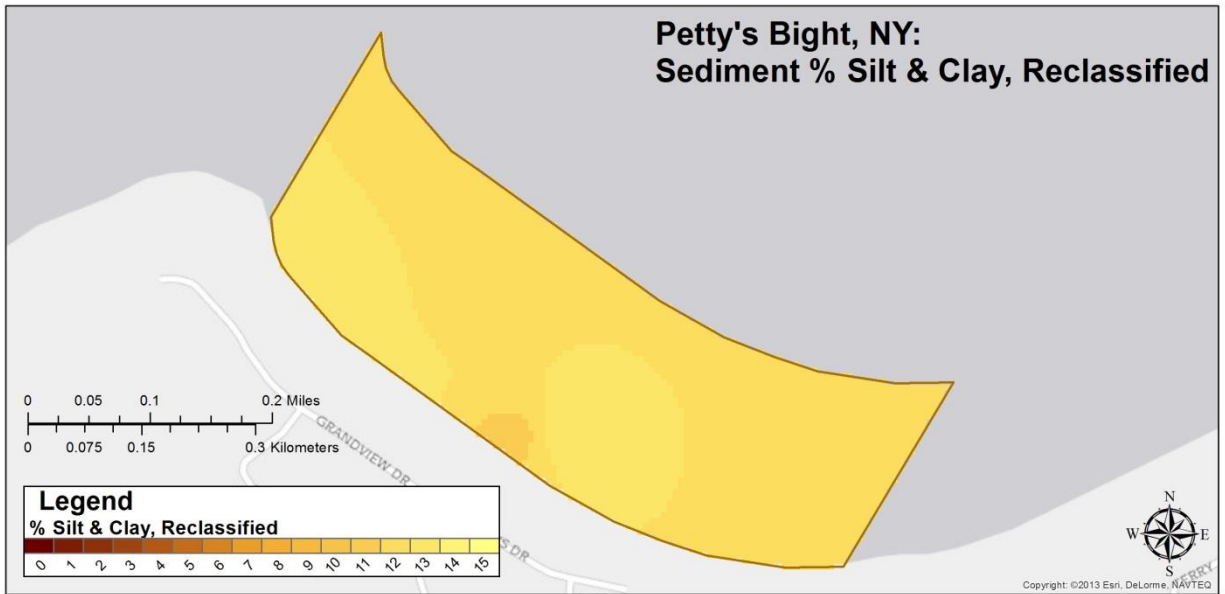 Petty's Bight, NY:
Sediment % Silt & Clay, Reclassified
0 0.05 0.1 0.2 Miles
0 0.075 0.15 0.3 Kilometers
GRANDVIEW DR
DR
Legend
% Silt & Clay, Reclassified
0 1 2 3 4 5 6 7 8 9 10 11 12 13 14 15
N
W E
S
TERRY
Copyright: ©2013 Esri, DeLorme, NAVTEQ